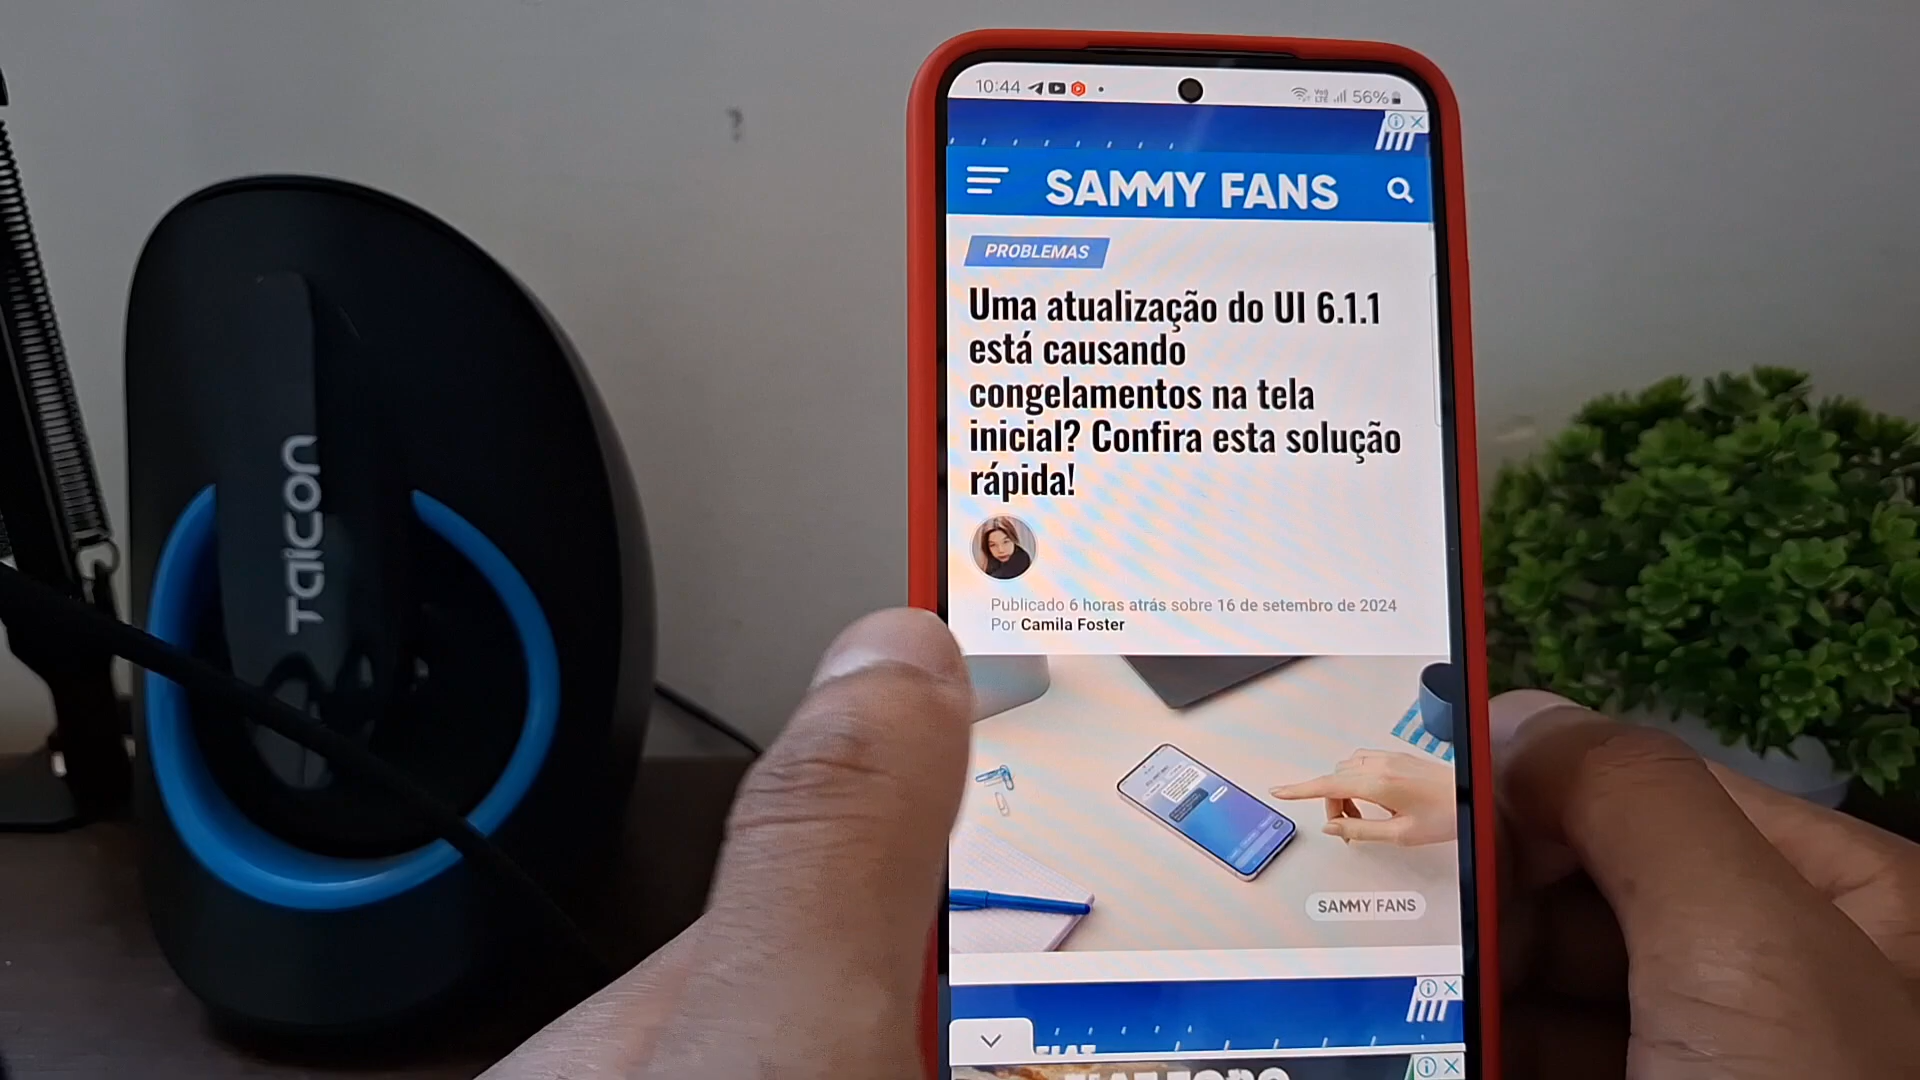 Taicon
10:44
Vo)) LTE
56%
SAMMY FANS
PROBLEMAS
Uma atualização do UI 6.1.1
está causando
congelamentos na tela
inicial? Confira esta solução
rápida!
Publicado 6 horas atrás sobre 16 de setembro de 2024
Por Camila Foster
SAMMY FANS